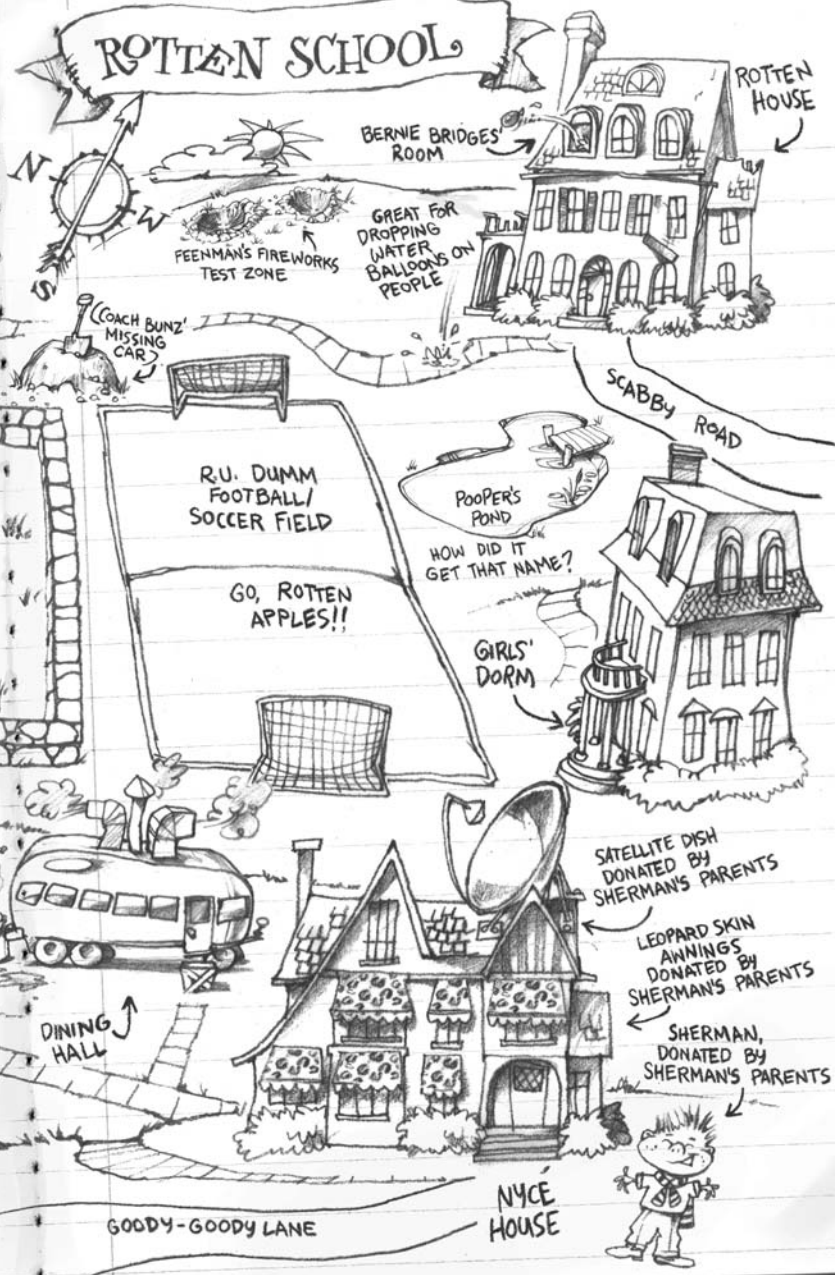 ROTTEN SCHOOL
ROTTEN
HOUSE
BERNIE BRIDGES'
ROOM
N
W
S
FEENMAN'S FIREWORKS
TEST ZONE
GREAT FOR
DROPPING
WATER
BALLOONS ON
PEOPLE
(COACH BUNZ'
MISSING
CAR)
SCABBY ROAD
R.U. DUMM
FOOTBALL/
SOCCER FIELD
POOPER'S
POND
HOW DID IT
GET THAT NAME?
GO, ROTTEN
APPLES!!
GIRLS'
DORM
SATELLITE DISH
DONATED BY
SHERMAN'S PARENTS
LEOPARD SKIN
AWNINGS
DONATED BY
SHERMAN'S PARENTS
DINING
HALL
SHERMAN,
DONATED BY
SHERMAN'S PARENTS
NYCE
HOUSE
GOODY-GOODY LANE